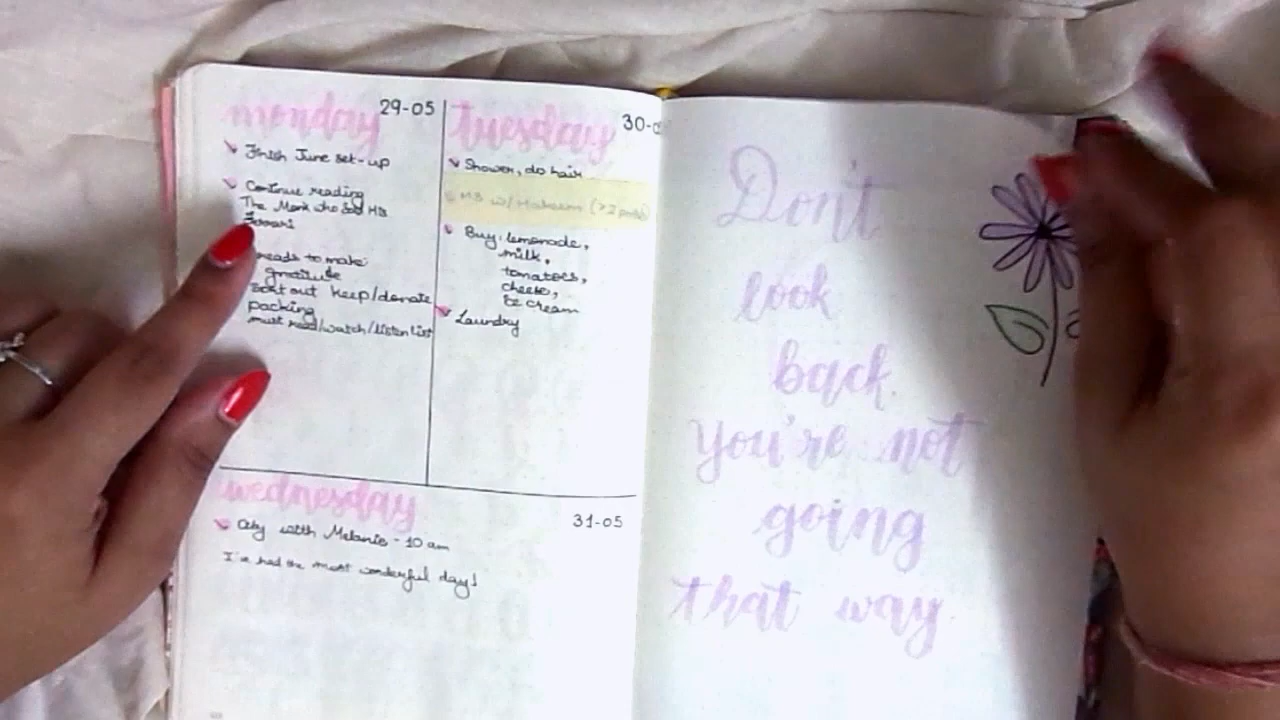 monday 29-05
Finish June set-up
Continue reading
The Monk who Sold His
Ferrari
reads to make
gratitude
sort out keep/donate
packing
must read/watch/listen list
tuesday 30-0
Shower, do hair
w/
Buy lemonade,
milk,
tomatoes,
cheese,
ice cream
Laundry
wednesday 31-05
City with Melanie - 10 am
I've had the most wonderful day!
Don't
look
back.
You're not
going
that way.